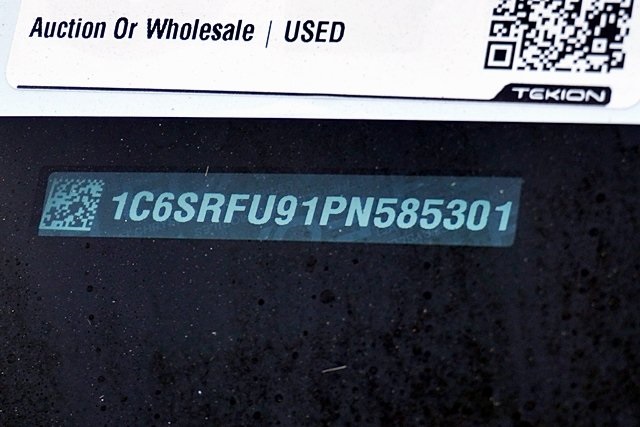 Auction Or Wholesale | USED
TEKION
1C6SRFU91PN585301